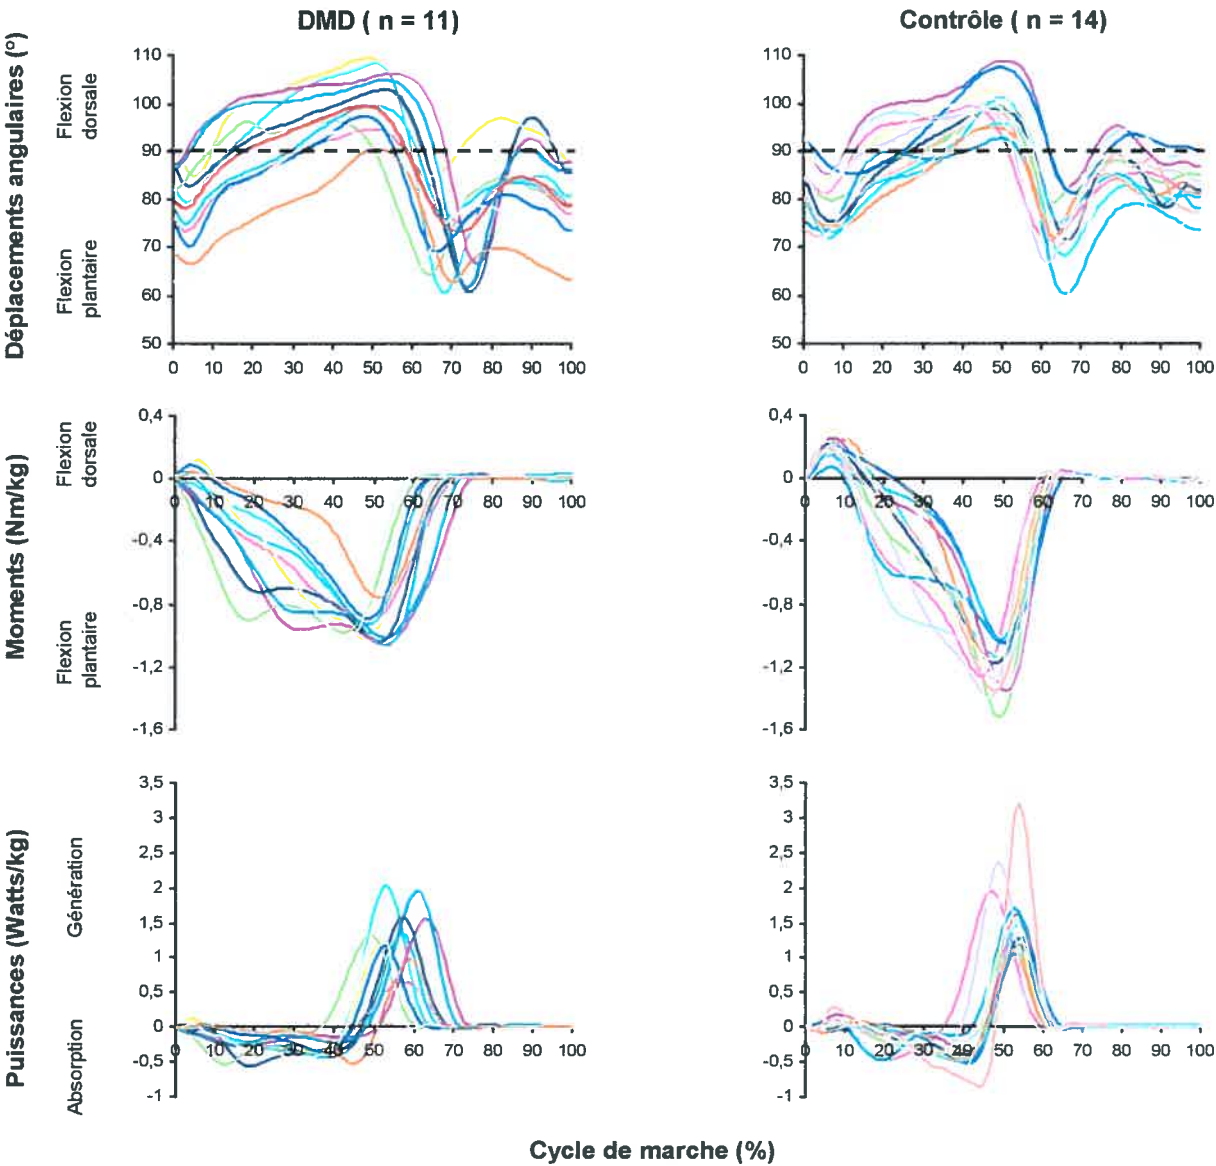 DMD ( n = 11)
Contrôle ( n = 14)
Déplacements angulaires (°)
Flexion
dorsale
Flexion
plantaire
110
100
90
80
70
60
50
0 10 20 30 40 50 60 70 80 90 100
110
100
90
80
70
60
50
0 10 20 30 40 50 60 70 80 90 100
Moments (Nm/kg)
Flexion
dorsale
Flexion
plantaire
0,4
0
-0,4
-0,8
-1,2
-1,6
0 10 20 30 40 50 60 70 80 90 100
0,4
0
-0,4
-0,8
-1,2
-1,6
0 10 20 30 40 50 60 70 80 90 100
Puissances (Watts/kg)
Génération
Absorption
3,5
3
2,5
2
1,5
1
0,5
0
-0,5
-1
0 10 20 30 40 50 60 70 80 90 100
3,5
3
2,5
2
1,5
1
0,5
0
-0,5
-1
0 10 20 30 40 50 60 70 80 90 100
Cycle de marche (%)